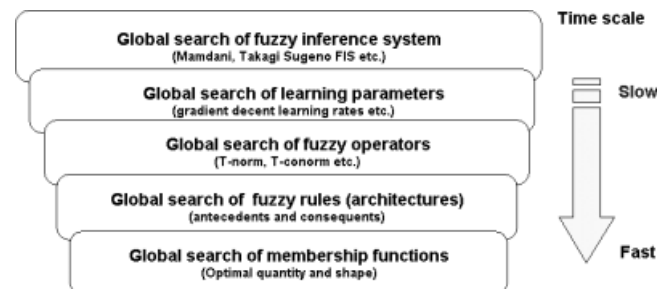 Global search of fuzzy inference system
(Mamdani, Takagi Sugeno FIS etc.)
Global search of learning parameters
(gradient decent learning rates etc.)
Global search of fuzzy operators
(T-norm, T-conorm etc.)
Global search of fuzzy rules (architectures)
(antecedents and consequents)
Global search of membership functions
(Optimal quantity and shape)
Time scale
Slow
Fast